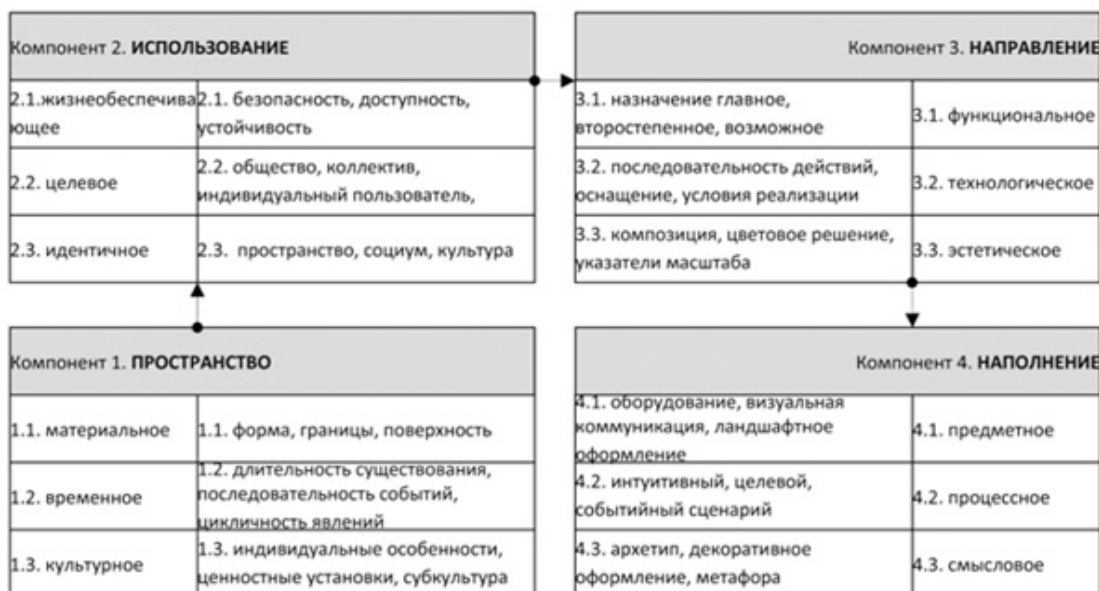 Компонент 2. ИСПОЛЬЗОВАНИЕ
2.1.жизнеобеспечива
ющее
2.1. безопасность, доступность,
устойчивость
2.2. целевое
2.2. общество, коллектив,
индивидуальный пользователь,
2.3. идентичное
2.3. пространство, социум, культура
Компонент 3. НАПРАВЛЕНИЕ
3.1. назначение главное,
второстепенное, возможное
3.1. функциональное
3.2. последовательность действий,
оснащение, условия реализации
3.2. технологическое
3.3. композиция, цветовое решение,
указатели масштаба
3.3. эстетическое
Компонент 1. ПРОСТРАНСТВО
1.1. материальное
1.1. форма, границы, поверхность
1.2. временное
1.2. длительность существования,
последовательность событий,
цикличность явлений
1.3. культурное
1.3. индивидуальные особенности,
ценностные установки, субкультура
Компонент 4. НАПОЛНЕНИЕ
4.1. оборудование, визуальная
коммуникация, ландшафтное
оформление
4.1. предметное
4.2. интуитивный, целевой,
событийный сценарий
4.2. процессное
4.3. архетип, декоративное
оформление, метафора
4.3. смысловое